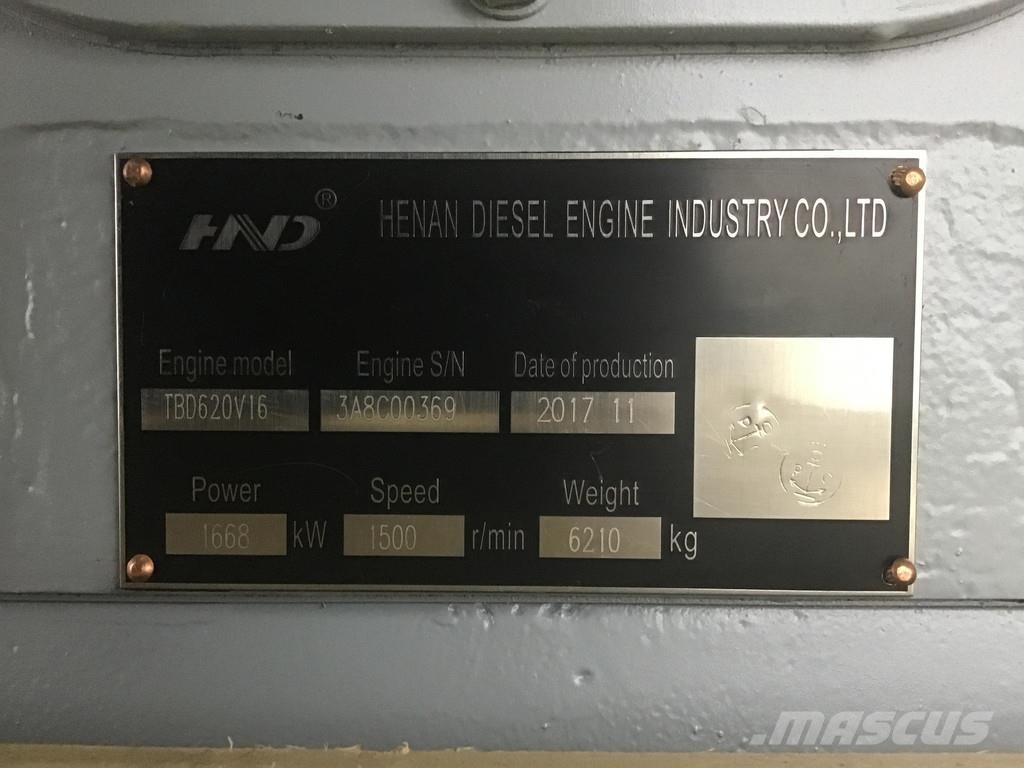 HND® HENAN DIESEL ENGINE INDUSTRY CO.,LTD
Engine model Engine S/N Date of production
TBD620V16 3A8C00369 2017 11
Power Speed Weight
1668 kW 1500 r/min 6210 kg
.MASCUS